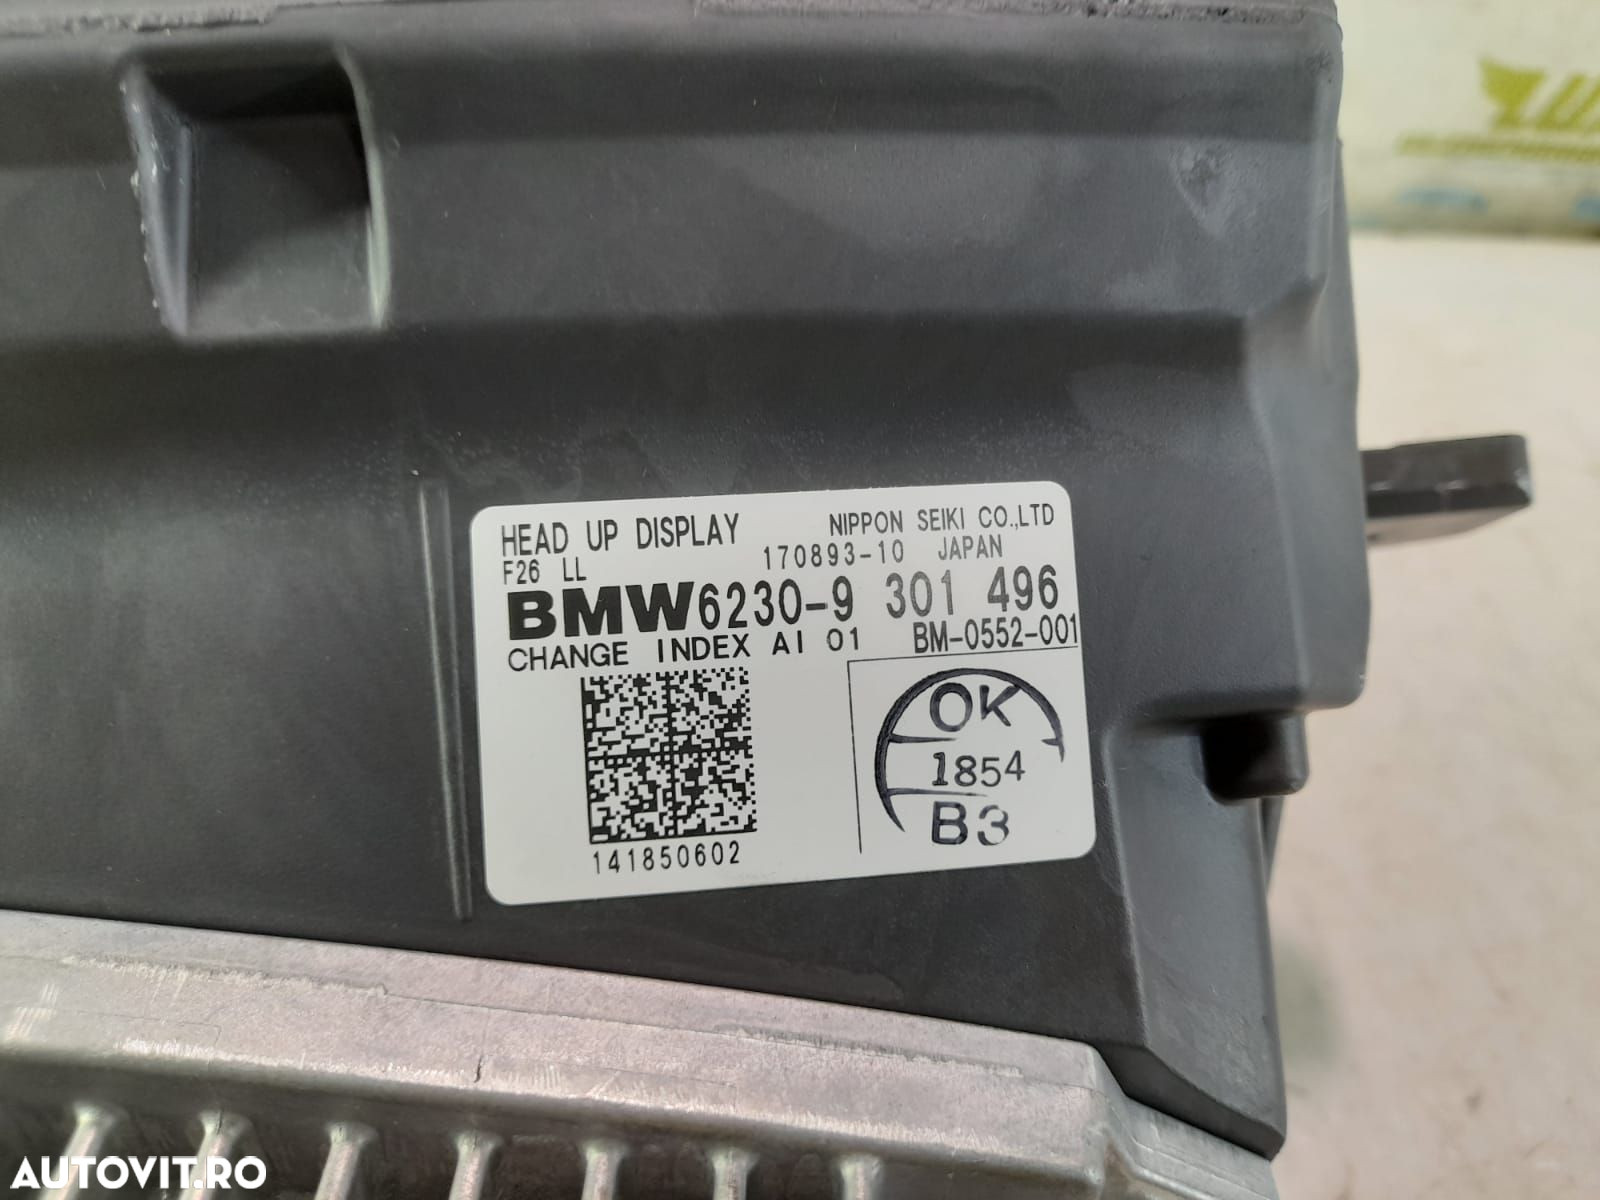 HEAD UP DISPLAY
NIPPON SEIKI CO.,LTD
F26 LL
170893-10 JAPAN
BMW6230-9 301 496
CHANGE INDEX AI 01
BM-0552-001
OK
1854
B3
141850602
AUTOVIT.RO